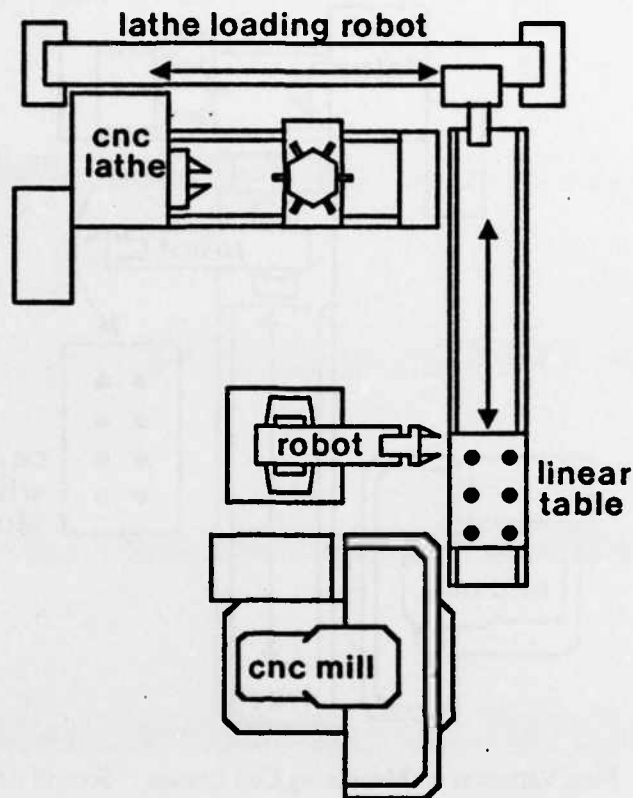 lathe loading robot
cnc
lathe
robot
linear
table
cnc mill